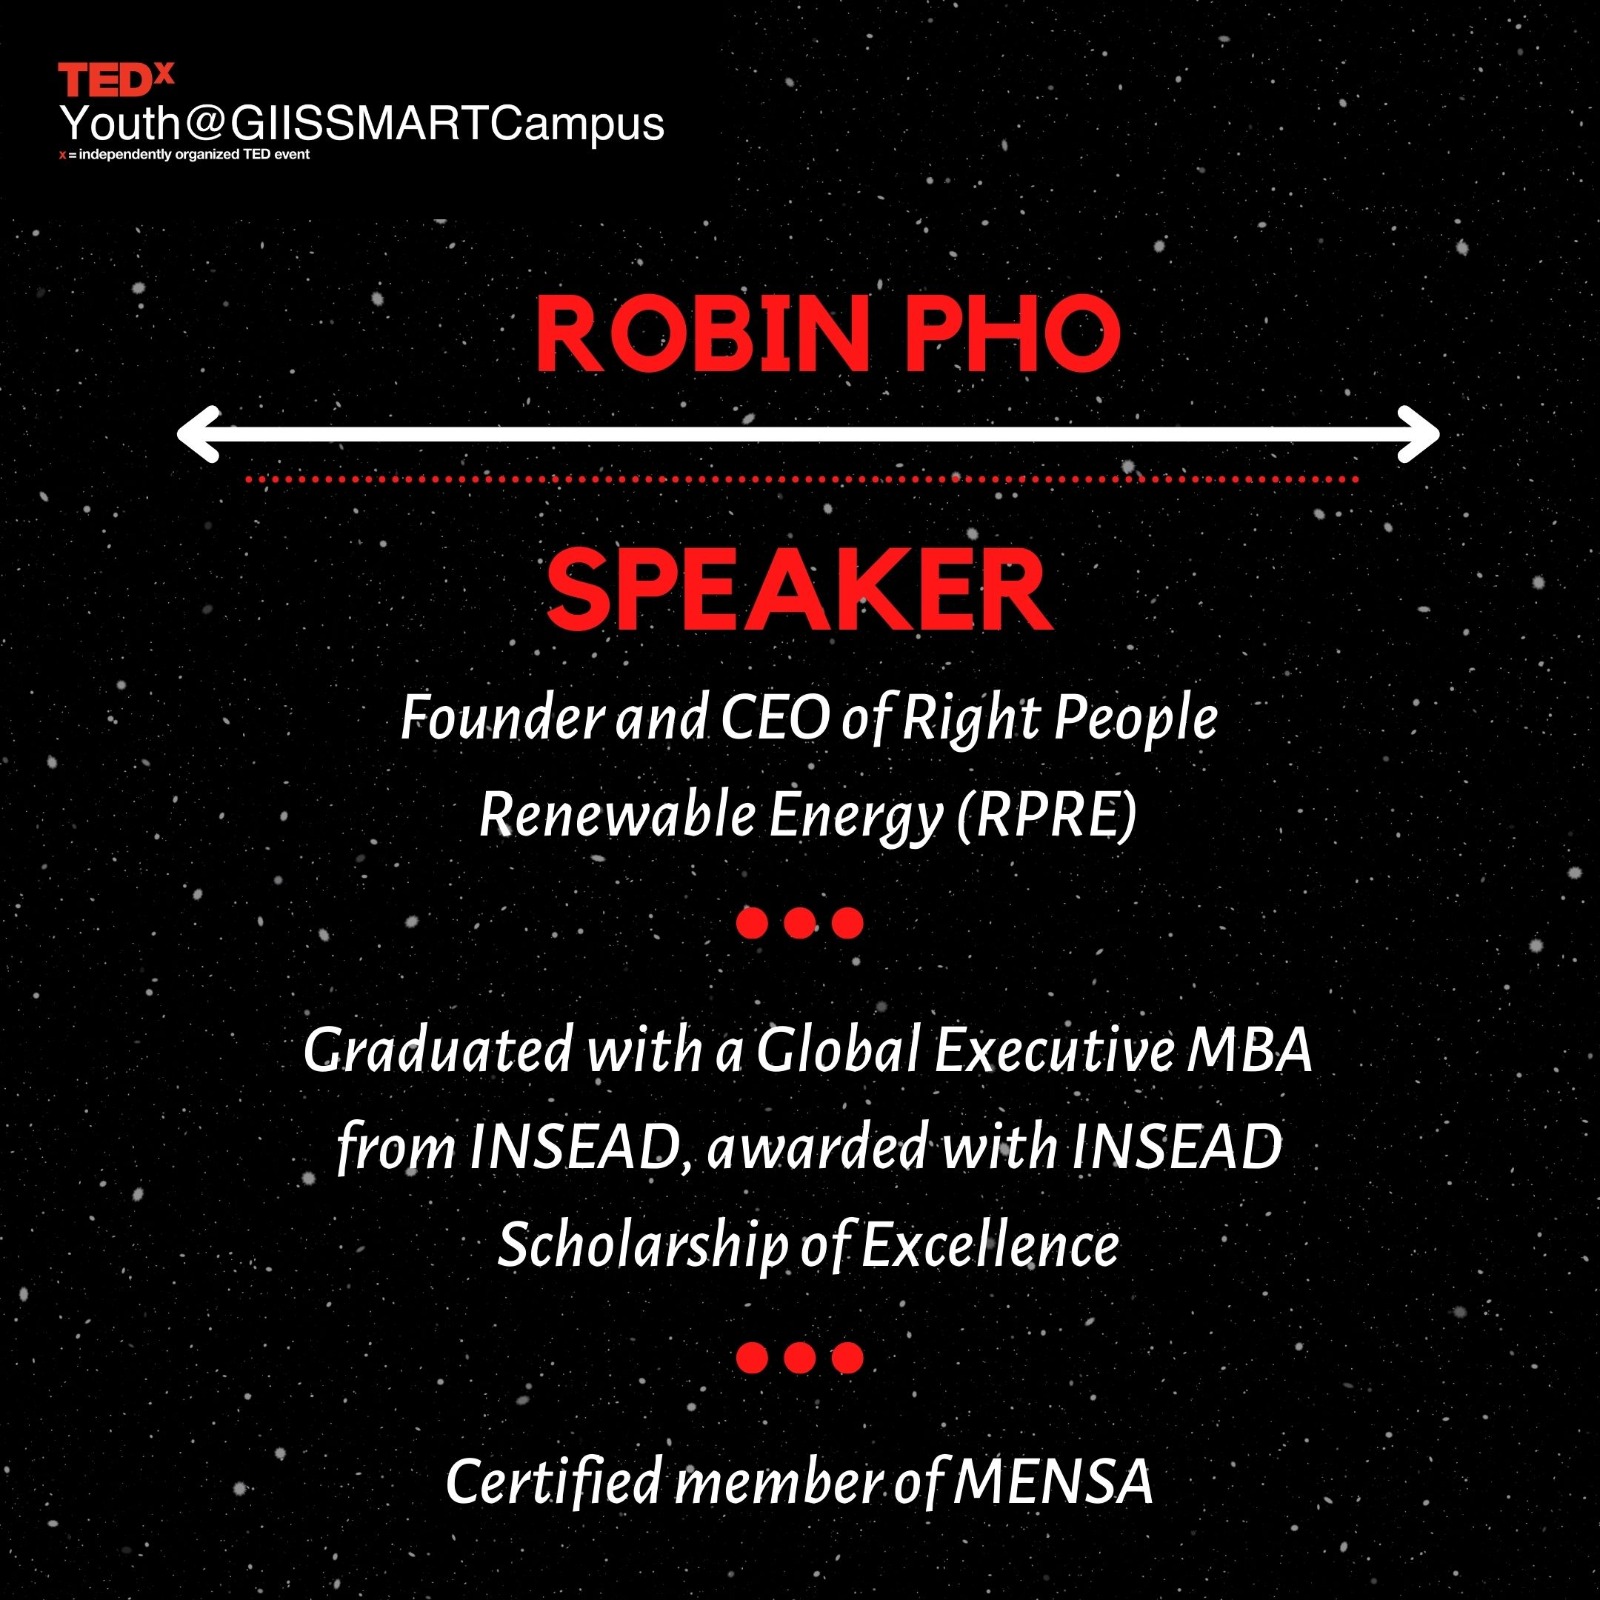 TEDx
Youth@GIISSMARTCampus
x = independently organized TED event
ROBIN PHO
SPEAKER
Founder and CEO of Right People
Renewable Energy (RPRE)
Graduated with a Global Executive MBA
from INSEAD, awarded with INSEAD
Scholarship of Excellence
Certified member of MENSA